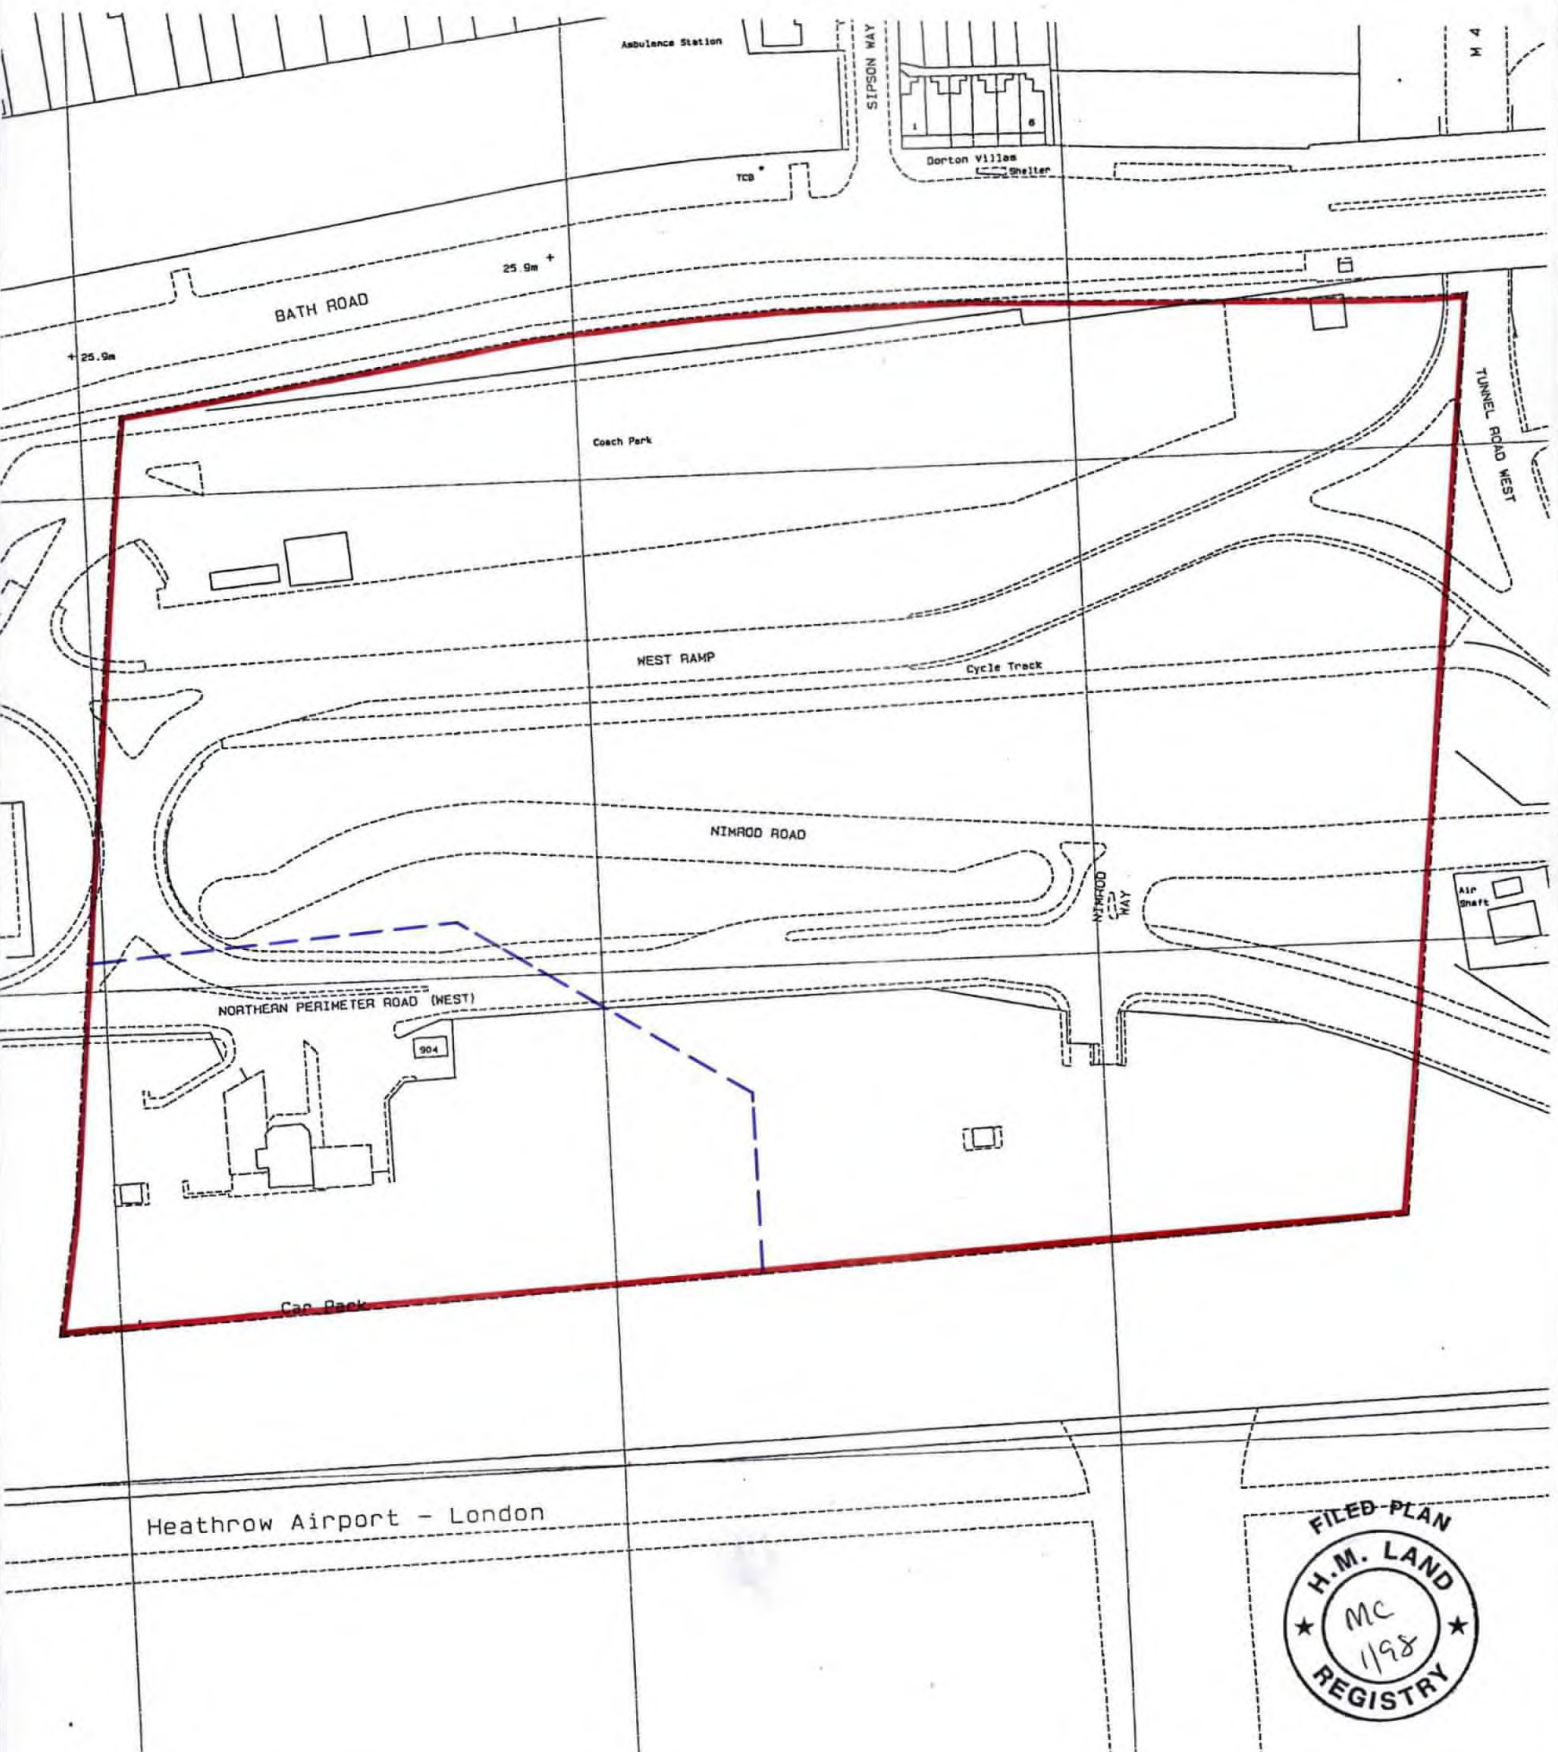 Ambulance Station
SIPSON WAY
M 4
1
6
Dorton Villas
Shelter
TCB
25.9m
BATH ROAD
25.9m
TUNNEL ROAD WEST
Coach Park
WEST RAMP
Cycle Track
NIMROD ROAD
NIMROD
WAY
Air
Shaft
NORTHERN PERIMETER ROAD (WEST)
904
Car Park
Heathrow Airport - London
FILED PLAN
H.M. LAND
MC
1/98
REGISTRY